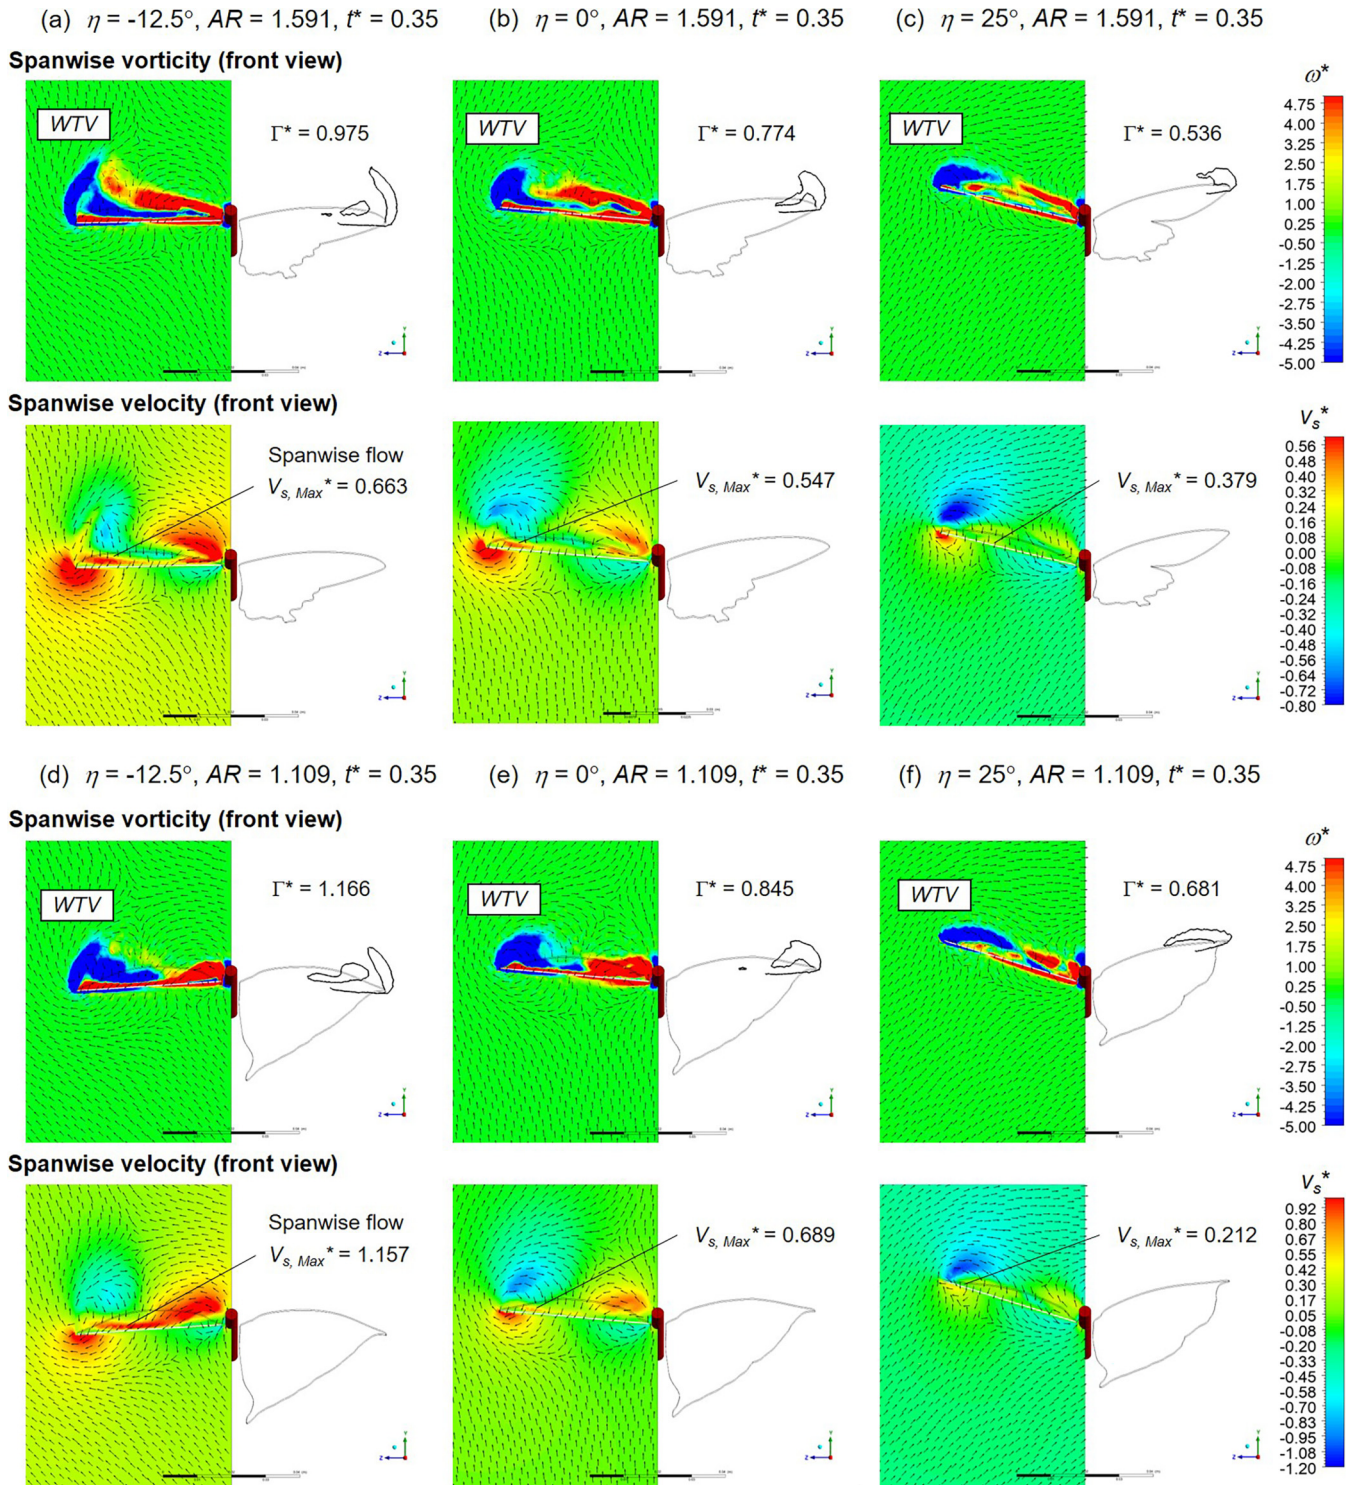 (a) η = -12.5°, AR = 1.591, t* = 0.35
(b) η = 0°, AR = 1.591, t* = 0.35
(c) η = 25°, AR = 1.591, t* = 0.35
Spanwise vorticity (front view)
WTV
Γ* = 0.975
WTV
Γ* = 0.774
WTV
Γ* = 0.536
ω*
4.75
4.00
3.25
2.50
1.75
1.00
0.25
-0.50
-1.25
-2.00
-2.75
-3.50
-4.25
-5.00
Y
Z
Y
Z
Y
Z
Spanwise velocity (front view)
Spanwise flow
Vs, Max* = 0.663
Vs, Max* = 0.547
Vs, Max* = 0.379
Vs*
0.56
0.48
0.40
0.32
0.24
0.16
0.08
0.00
-0.08
-0.16
-0.24
-0.32
-0.40
-0.48
-0.56
-0.64
-0.72
-0.80
Y
Z
Y
Z
Y
Z
(d) η = -12.5°, AR = 1.109, t* = 0.35
(e) η = 0°, AR = 1.109, t* = 0.35
(f) η = 25°, AR = 1.109, t* = 0.35
Spanwise vorticity (front view)
WTV
Γ* = 1.166
WTV
Γ* = 0.845
WTV
Γ* = 0.681
ω*
4.75
4.00
3.25
2.50
1.75
1.00
0.25
-0.50
-1.25
-2.00
-2.75
-3.50
-4.25
-5.00
Y
Z
Y
Z
Y
Z
Spanwise velocity (front view)
Spanwise flow
Vs, Max* = 1.157
Vs, Max* = 0.689
Vs, Max* = 0.212
Vs*
0.92
0.80
0.67
0.55
0.42
0.30
0.17
0.05
-0.08
-0.20
-0.33
-0.45
-0.58
-0.70
-0.83
-0.95
-1.08
-1.20
Y
Z
Y
Z
Y
Z